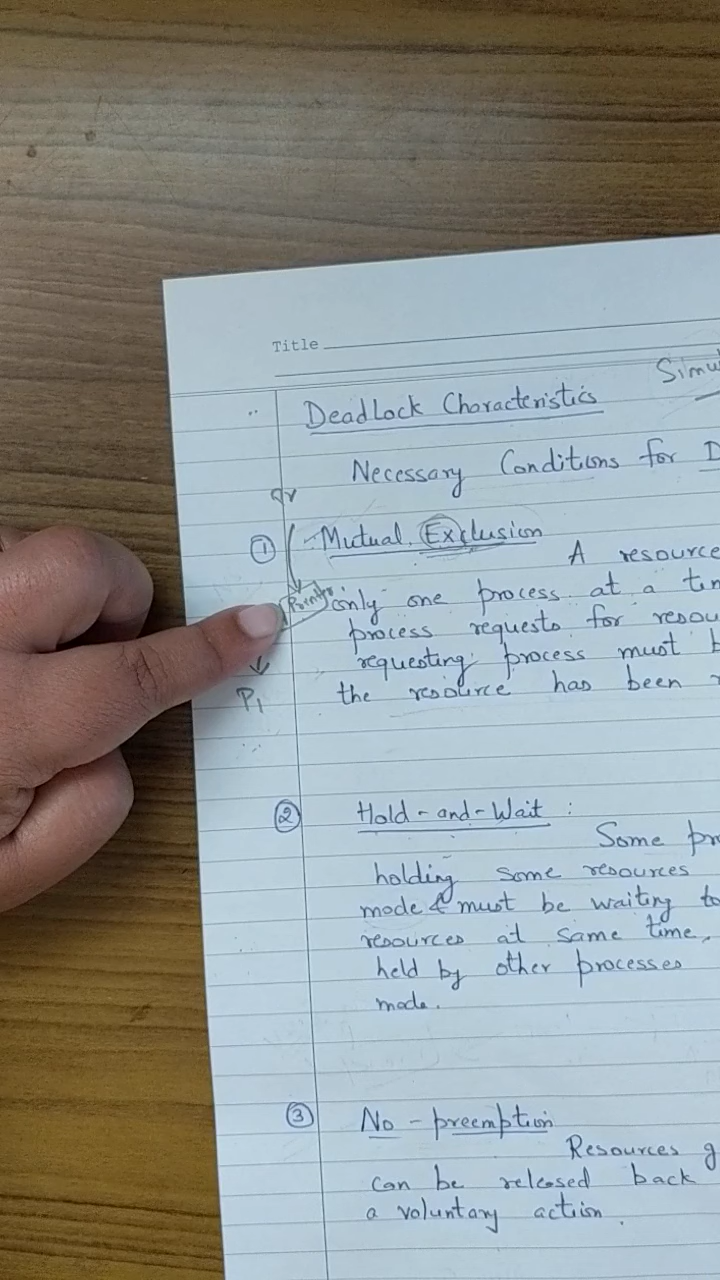 Title
Simul
Deadlock Characteristics
Necessary Conditions for D
① Mutual Exclusion
A resource
only one process at a tim
process requests for resou
requesting process must b
the resource has been r
P1
② Hold-and-Wait :
Some pro
holding some resources
mode & must be waiting to
resources at same time,
held by other processes
mode.
③ No-preemption
Resources g
can be released back
a voluntary action.